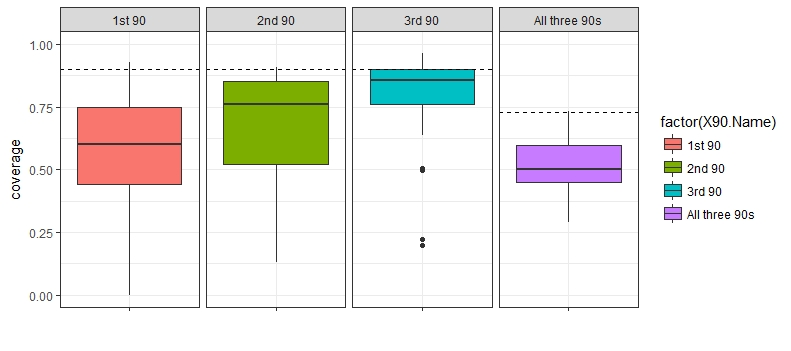 1st 90
2nd 90
3rd 90
All three 90s
1.00
0.75
0.50
0.25
0.00
coverage
factor(X90.Name)
1st 90
2nd 90
3rd 90
All three 90s